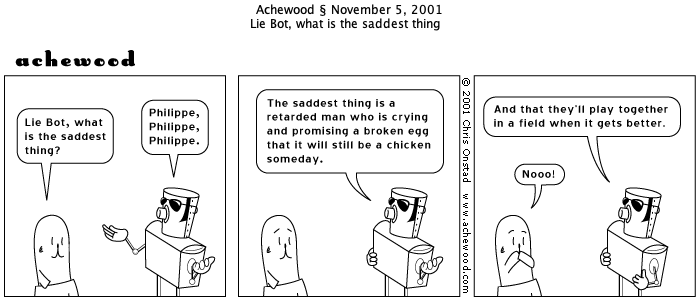 Achewood § November 5, 2001
Lie Bot, what is the saddest thing
achewood
Lie Bot, what
is the saddest
thing?
Philippe,
Philippe,
Philippe.
The saddest thing is a
retarded man who is crying
and promising a broken egg
that it will still be a chicken
someday.
© 2001 Chris Onstad www.achewood.com
And that they'll play together
in a field when it gets better.
Nooo!